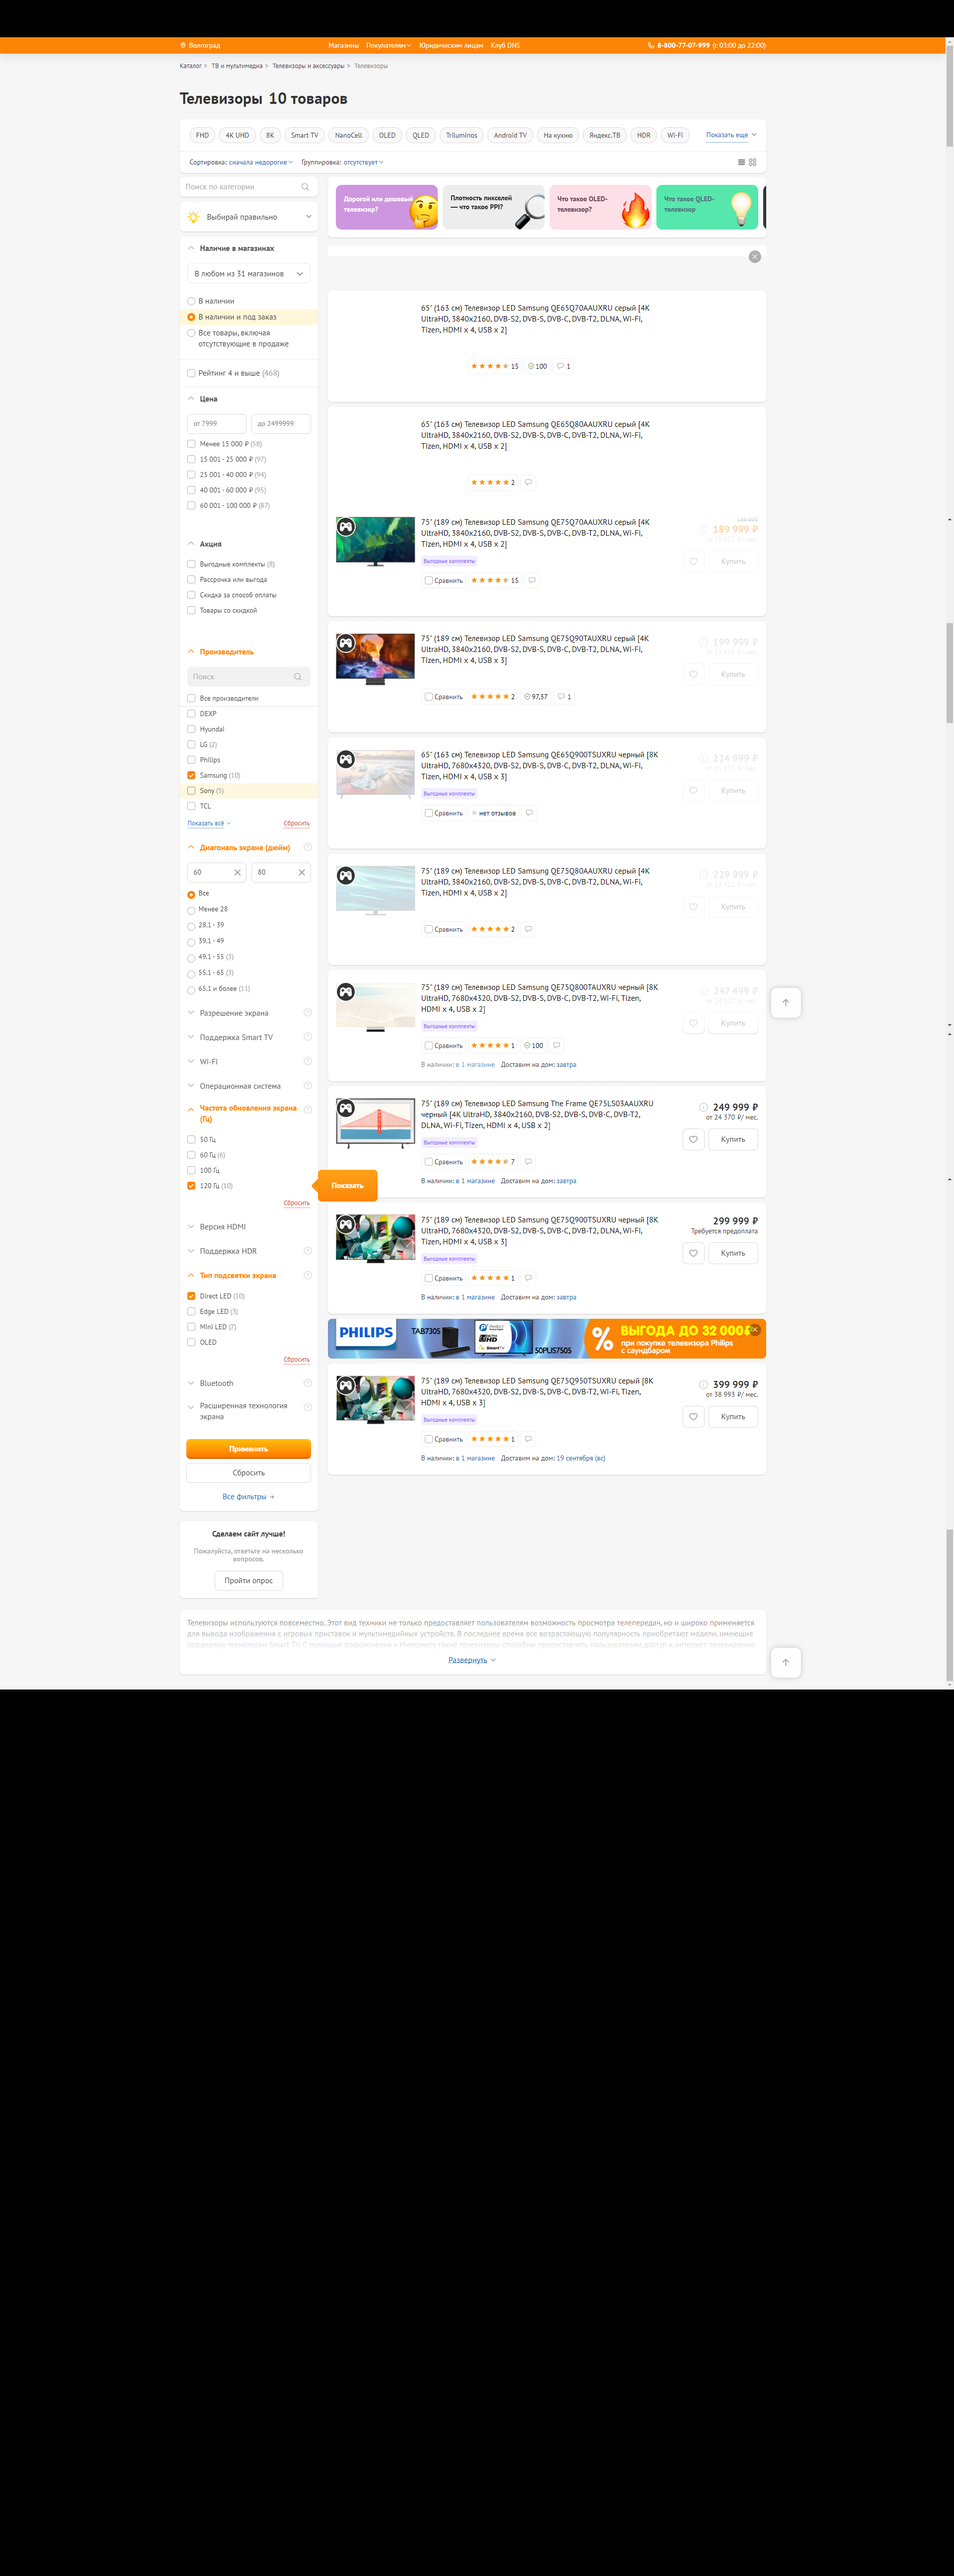 Волгоград
Магазины Покупателям Юридическим лицам Клуб DNS
8-800-77-07-999 (с 03:00 до 22:00)
Каталог > ТВ и мультимедиа > Телевизоры и аксессуары > Телевизоры
Телевизоры 10 товаров
FHD 4K UHD 8K Smart TV NanoCell OLED QLED Triluminos Android TV На кухню Яндекс.ТВ HDR Wi-Fi Показать еще
Сортировка: сначала недорогие Группировка: отсутствует
Поиск по категории
Выбирай правильно
Наличие в магазинах
В любом из 31 магазинов
В наличии
В наличии и под заказ
Все товары, включая
отсутствующие в продаже
Рейтинг 4 и выше (468)
Цена
от 7999 до 2499999
Менее 15 000 ₽ (58)
15 001 - 25 000 ₽ (97)
25 001 - 40 000 ₽ (94)
40 001 - 60 000 ₽ (95)
60 001 - 100 000 ₽ (87)
Акция
Выгодные комплекты (8)
Рассрочка или выгода
Скидка за способ оплаты
Товары со скидкой
Производитель
Поиск
Все производители
DEXP
Hyundai
LG (2)
Philips
Samsung (10)
Sony (5)
TCL
Показать всё Сбросить
Диагональ экрана (дюйм)
60 80
Все
Менее 28
28.1 - 39
39.1 - 49
49.1 - 55 (3)
55.1 - 65 (3)
65.1 и более (11)
Разрешение экрана
Поддержка Smart TV
Wi-Fi
Операционная система
Частота обновления экрана
(Гц)
50 Гц
60 Гц (6)
100 Гц
120 Гц (10)
Сбросить
Показать
Версия HDMI
Поддержка HDR
Тип подсветки экрана
Direct LED (10)
Edge LED (3)
Mini LED (7)
OLED
Сбросить
Bluetooth
Расширенная технология
экрана
Применить
Сбросить
Все фильтры
Сделаем сайт лучше!
Пожалуйста, ответьте на несколько
вопросов.
Пройти опрос
Дорогой или дешевый
телевизор?
Плотность пикселей
— что такое PPI?
Что такое OLED-
телевизор?
Что такое QLED-
телевизор
65" (163 см) Телевизор LED Samsung QE65Q70AAUXRU серый [4K
UltraHD, 3840x2160, DVB-S2, DVB-S, DVB-C, DVB-T2, DLNA, Wi-Fi,
Tizen, HDMI x 4, USB x 2]
15 100 1
65" (163 см) Телевизор LED Samsung QE65Q80AAUXRU серый [4K
UltraHD, 3840x2160, DVB-S2, DVB-S, DVB-C, DVB-T2, DLNA, Wi-Fi,
Tizen, HDMI x 4, USB x 2]
2
75" (189 см) Телевизор LED Samsung QE75Q70AAUXRU серый [4K
UltraHD, 3840x2160, DVB-S2, DVB-S, DVB-C, DVB-T2, DLNA, Wi-Fi,
Tizen, HDMI x 4, USB x 2]
189 999 ₽
Купить
Выгодные комплекты
Сравнить 15
75" (189 см) Телевизор LED Samsung QE75Q90TAUXRU серый [4K
UltraHD, 3840x2160, DVB-S2, DVB-S, DVB-C, DVB-T2, DLNA, Wi-Fi,
Tizen, HDMI x 4, USB x 3]
199 999 ₽
Купить
Сравнить 2 97,37 1
65" (163 см) Телевизор LED Samsung QE65Q900TSUXRU черный [8K
UltraHD, 7680x4320, DVB-S2, DVB-S, DVB-C, DVB-T2, DLNA, Wi-Fi,
Tizen, HDMI x 4, USB x 3]
224 999 ₽
Купить
Выгодные комплекты
Сравнить нет отзывов
75" (189 см) Телевизор LED Samsung QE75Q80AAUXRU серый [4K
UltraHD, 3840x2160, DVB-S2, DVB-S, DVB-C, DVB-T2, DLNA, Wi-Fi,
Tizen, HDMI x 4, USB x 2]
229 999 ₽
Купить
Сравнить 2
75" (189 см) Телевизор LED Samsung QE75Q800TAUXRU черный [8K
UltraHD, 7680x4320, DVB-S2, DVB-S, DVB-C, DVB-T2, Wi-Fi, Tizen,
HDMI x 4, USB x 2]
247 499 ₽
Купить
Выгодные комплекты
Сравнить 1 100
В наличии: в 1 магазине Доставим на дом: завтра
75" (189 см) Телевизор LED Samsung The Frame QE75LS03AAUXRU
черный [4K UltraHD, 3840x2160, DVB-S2, DVB-S, DVB-C, DVB-T2,
DLNA, Wi-Fi, Tizen, HDMI x 4, USB x 2]
249 999 ₽
от 24 370 ₽/ мес.
Купить
Выгодные комплекты
Сравнить 7
В наличии: в 1 магазине Доставим на дом: завтра
75" (189 см) Телевизор LED Samsung QE75Q900TSUXRU черный [8K
UltraHD, 7680x4320, DVB-S2, DVB-S, DVB-C, DVB-T2, DLNA, Wi-Fi,
Tizen, HDMI x 4, USB x 3]
299 999 ₽
Требуется предоплата
Купить
Выгодные комплекты
Сравнить 1
В наличии: в 1 магазине Доставим на дом: завтра
PHILIPS TAB7305 SmartTV 50PUS7505 % ВЫГОДА ДО 32 000 ₽
при покупке телевизора Philips
с саундбаром
75" (189 см) Телевизор LED Samsung QE75Q950TSUXRU серый [8K
UltraHD, 7680x4320, DVB-S2, DVB-S, DVB-C, DVB-T2, Wi-Fi, Tizen,
HDMI x 4, USB x 3]
399 999 ₽
от 38 993 ₽/ мес.
Купить
Выгодные комплекты
Сравнить 1
В наличии: в 1 магазине Доставим на дом: 19 сентября (вс)
Телевизоры используются повсеместно. Этот вид техники не только предоставляет пользователям возможность просмотра телепередач, но и широко применяется
для вывода изображения с игровых приставок и мультимедийных устройств. В последнее время все возрастающую популярность приобретают модели, имеющие
поддержку технологии Smart TV. С помощью подключения к Интернету такие телевизоры способны предоставлять пользователям доступ к интернет-телевидению
Развернуть